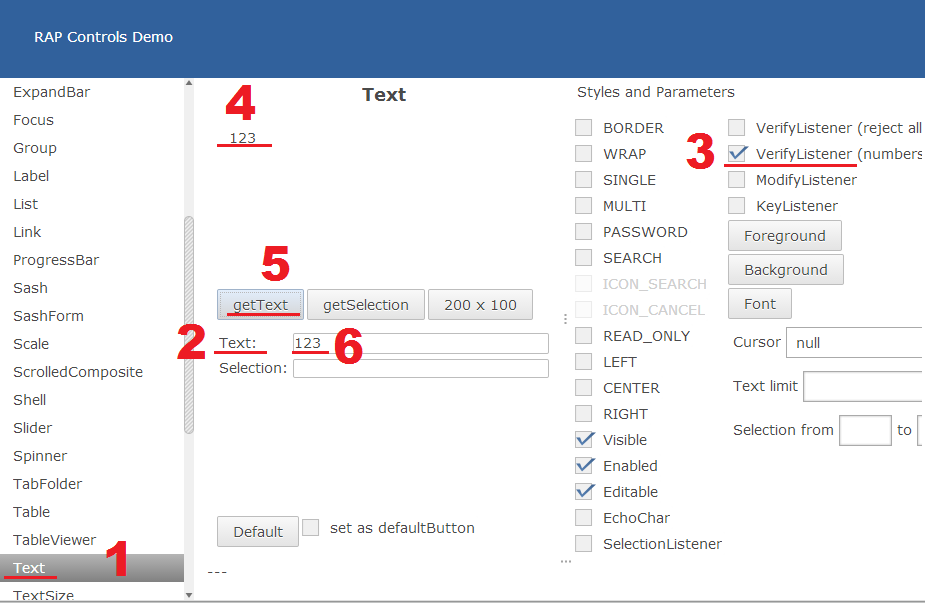 RAP Controls Demo
ExpandBar
Focus
Group
Label
List
Link
ProgressBar
Sash
SashForm
Scale
ScrolledComposite
Shell
Slider
Spinner
TabFolder
Table
TableViewer
Text 1
TextSize
Text
4
123
5
getText getSelection 200 x 100
2 Text: 123 6
Selection:
Default set as defaultButton
---
Styles and Parameters
BORDER
WRAP
SINGLE
MULTI
PASSWORD
SEARCH
ICON_SEARCH
ICON_CANCEL
READ_ONLY
LEFT
CENTER
RIGHT
Visible
Enabled
Editable
EchoChar
SelectionListener
VerifyListener (reject all
3 VerifyListener (numbers
ModifyListener
KeyListener
Foreground
Background
Font
Cursor null
Text limit
Selection from to